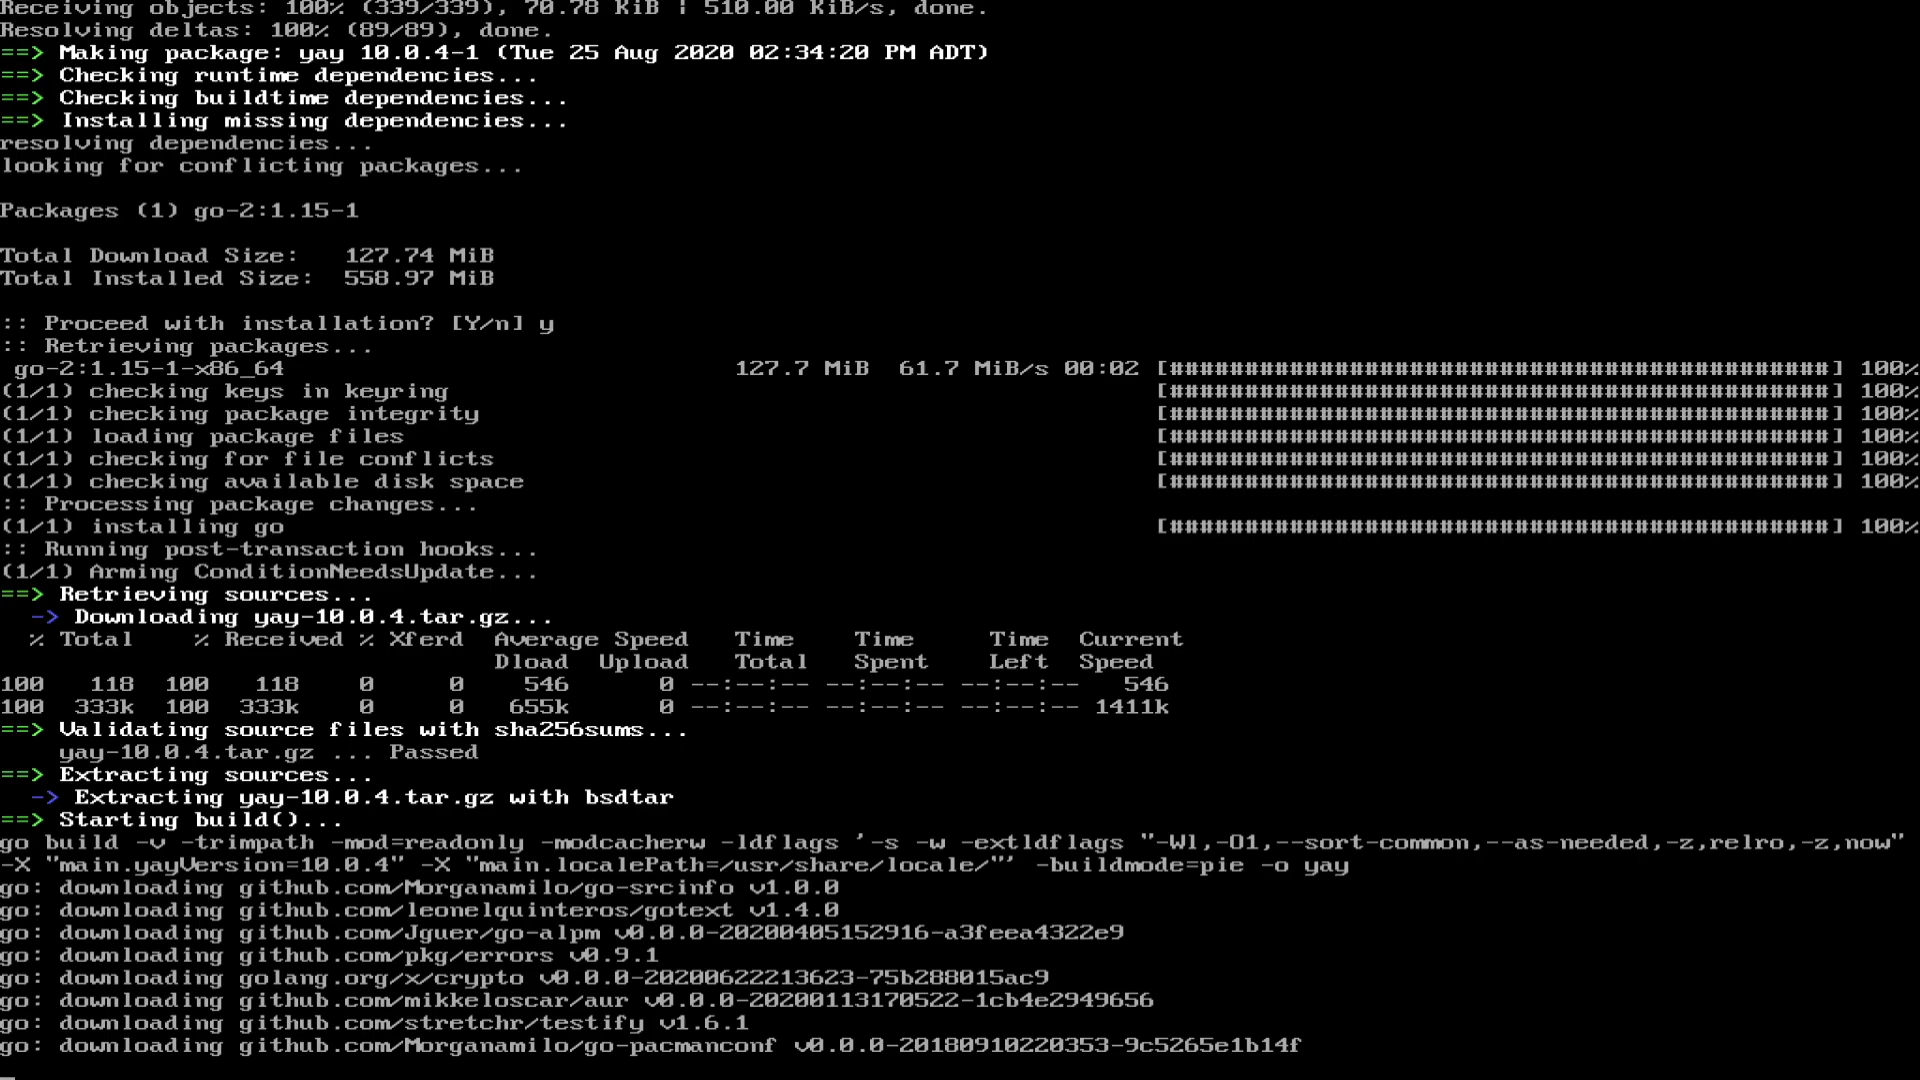 Receiving objects: 100% (339/339), 70.78 KiB | 510.00 KiB/s, done.
Resolving deltas: 100% (89/89), done.
==> Making package: yay 10.0.4-1 (Tue 25 Aug 2020 02:34:20 PM ADT)
==> Checking runtime dependencies...
==> Checking buildtime dependencies...
==> Installing missing dependencies...
resolving dependencies...
looking for conflicting packages...
Packages (1) go-2:1.15-1
Total Download Size:   127.74 MiB
Total Installed Size:  558.97 MiB
:: Proceed with installation? [Y/n] y
:: Retrieving packages...
 go-2:1.15-1-x86_64                              127.7 MiB  61.7 MiB/s 00:02 [############################################] 100%
(1/1) checking keys in keyring                                               [############################################] 100%
(1/1) checking package integrity                                             [############################################] 100%
(1/1) loading package files                                                  [############################################] 100%
(1/1) checking for file conflicts                                            [############################################] 100%
(1/1) checking available disk space                                          [############################################] 100%
:: Processing package changes...
(1/1) installing go                                                          [############################################] 100%
:: Running post-transaction hooks...
(1/1) Arming ConditionNeedsUpdate...
==> Retrieving sources...
  -> Downloading yay-10.0.4.tar.gz...
  % Total    % Received % Xferd  Average Speed   Time    Time     Time  Current
                                 Dload  Upload   Total   Spent    Left  Speed
100   118  100   118    0     0    546      0 --:--:-- --:--:-- --:--:--   546
100  333k  100  333k    0     0   655k      0 --:--:-- --:--:-- --:--:-- 1411k
==> Validating source files with sha256sums...
    yay-10.0.4.tar.gz ... Passed
==> Extracting sources...
  -> Extracting yay-10.0.4.tar.gz with bsdtar
==> Starting build()...
go build -v -trimpath -mod=readonly -modcacherw -ldflags '-s -w -extldflags "-Wl,-O1,--sort-common,--as-needed,-z,relro,-z,now"
-X "main.yayVersion=10.0.4" -X "main.localePath=/usr/share/locale/"' -buildmode=pie -o yay
go: downloading github.com/Morganamilo/go-srcinfo v1.0.0
go: downloading github.com/leonelquinteros/gotext v1.4.0
go: downloading github.com/Jguer/go-alpm v0.0.0-20200405152916-a3feea4322e9
go: downloading github.com/pkg/errors v0.9.1
go: downloading golang.org/x/crypto v0.0.0-20200622213623-75b288015ac9
go: downloading github.com/mikkeloscar/aur v0.0.0-20200113170522-1cb4e2949656
go: downloading github.com/stretchr/testify v1.6.1
go: downloading github.com/Morganamilo/go-pacmanconf v0.0.0-20180910220353-9c5265e1b14f